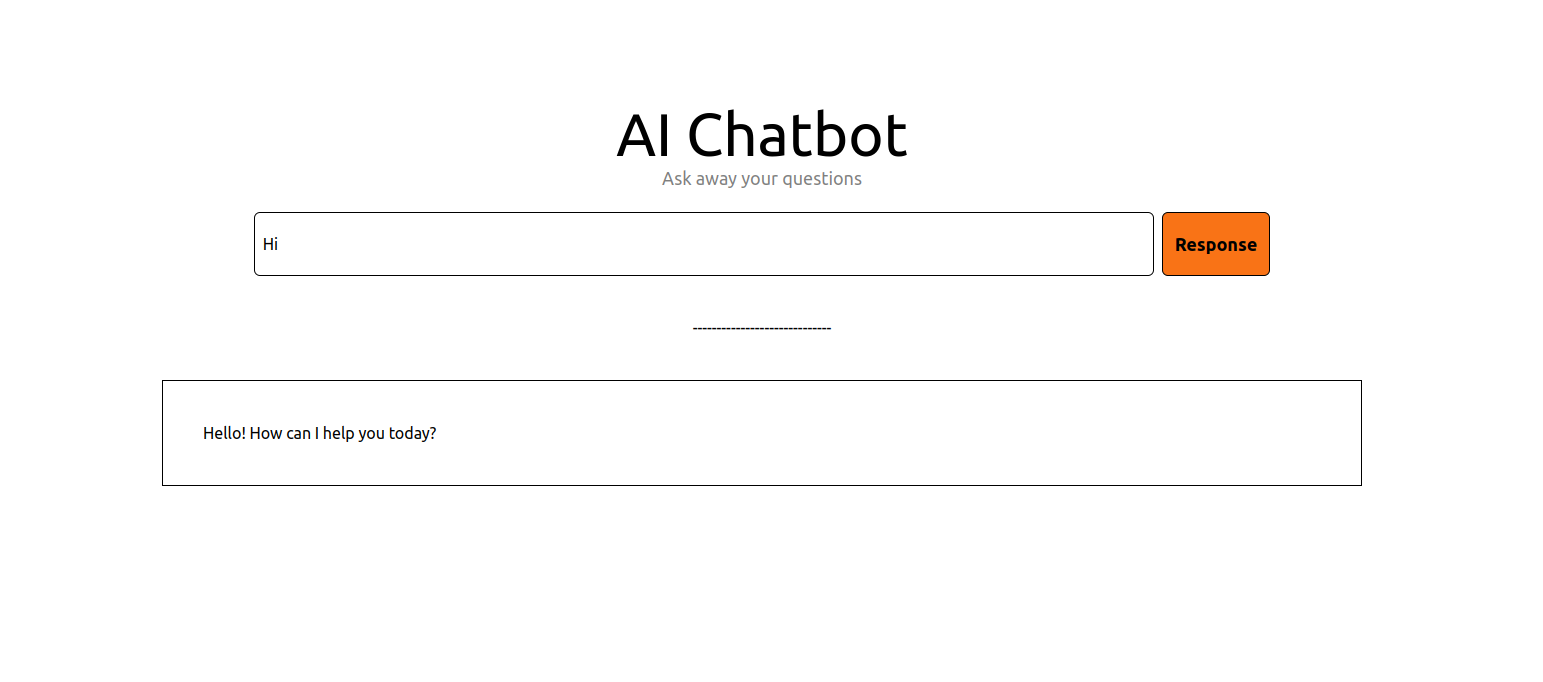 AI Chatbot
Ask away your questions
Hi
Response
-----------------------------
Hello! How can I help you today?